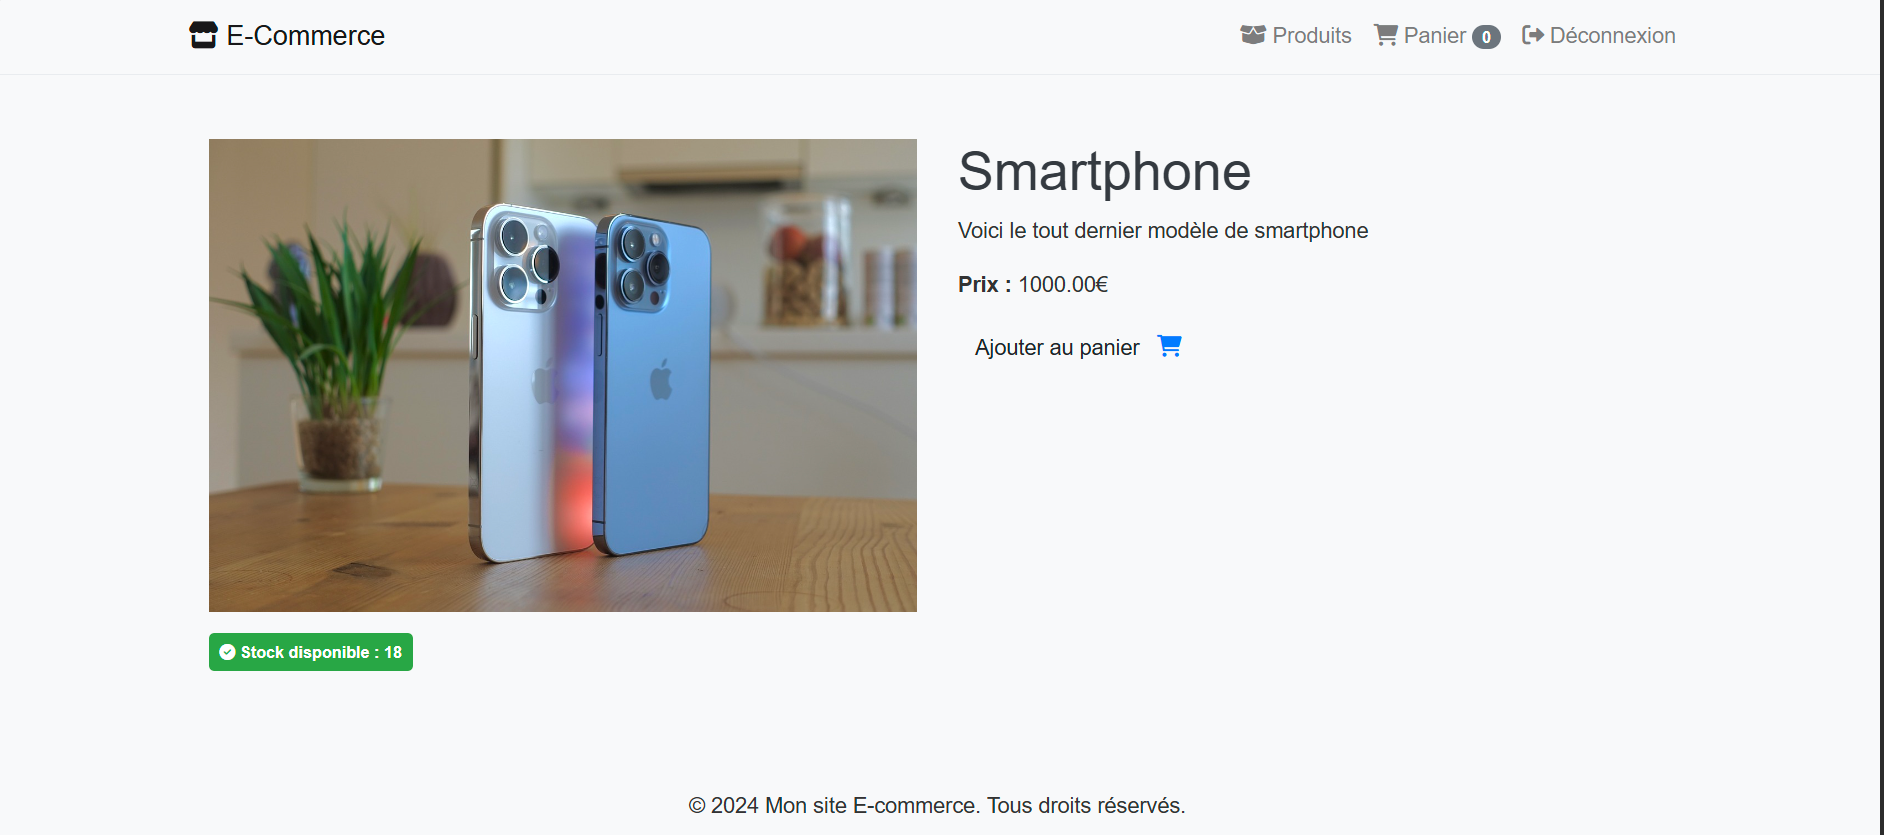 E-Commerce
Produits
Panier 0
Déconnexion
Smartphone
Voici le tout dernier modèle de smartphone
Prix : 1000.00€
Ajouter au panier
Stock disponible : 18
© 2024 Mon site E-commerce. Tous droits réservés.